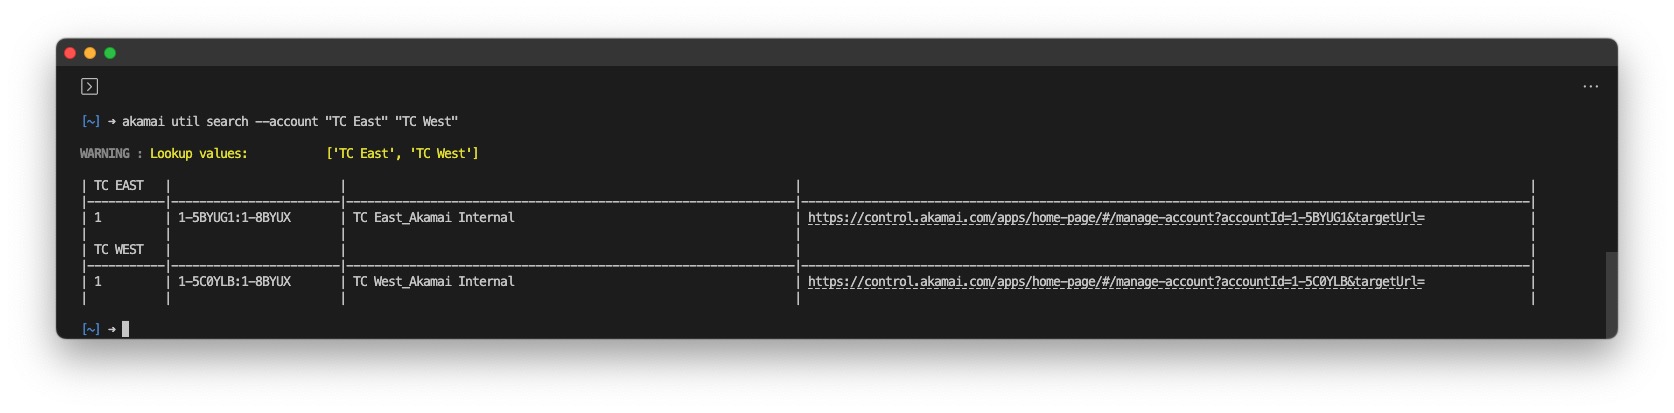 [~] → akamai util search --account "TC East" "TC West"
WARNING : Lookup values: ['TC East', 'TC West']
| TC EAST | | | |
|-----------|------------------------|----------------------------------------------------------------|--------------------------------------------------------------------------------------------------------|
| 1 | 1-5BYUG1:1-8BYUX | TC East_Akamai Internal | https://control.akamai.com/apps/home-page/#/manage-account?accountId=1-5BYUG1&targetUrl= |
| | | | |
| TC WEST | | | |
|-----------|------------------------|----------------------------------------------------------------|--------------------------------------------------------------------------------------------------------|
| 1 | 1-5C0YLB:1-8BYUX | TC West_Akamai Internal | https://control.akamai.com/apps/home-page/#/manage-account?accountId=1-5C0YLB&targetUrl= |
| | | | |
[~] →